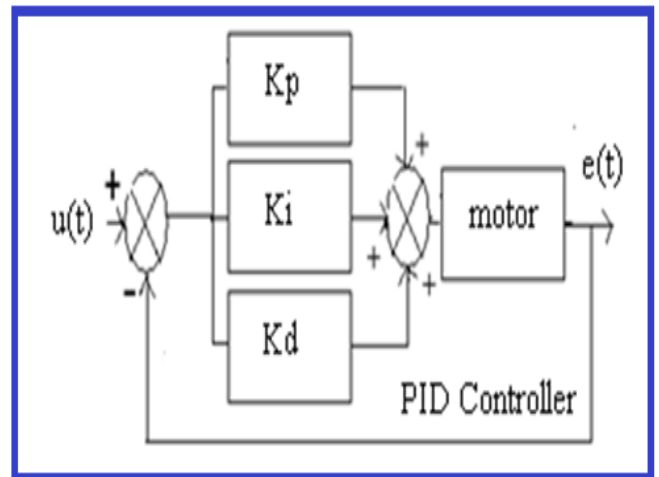 Kp
+
+
e(t)
u(t)
Ki
motor
+
+
-
Kd
PID Controller